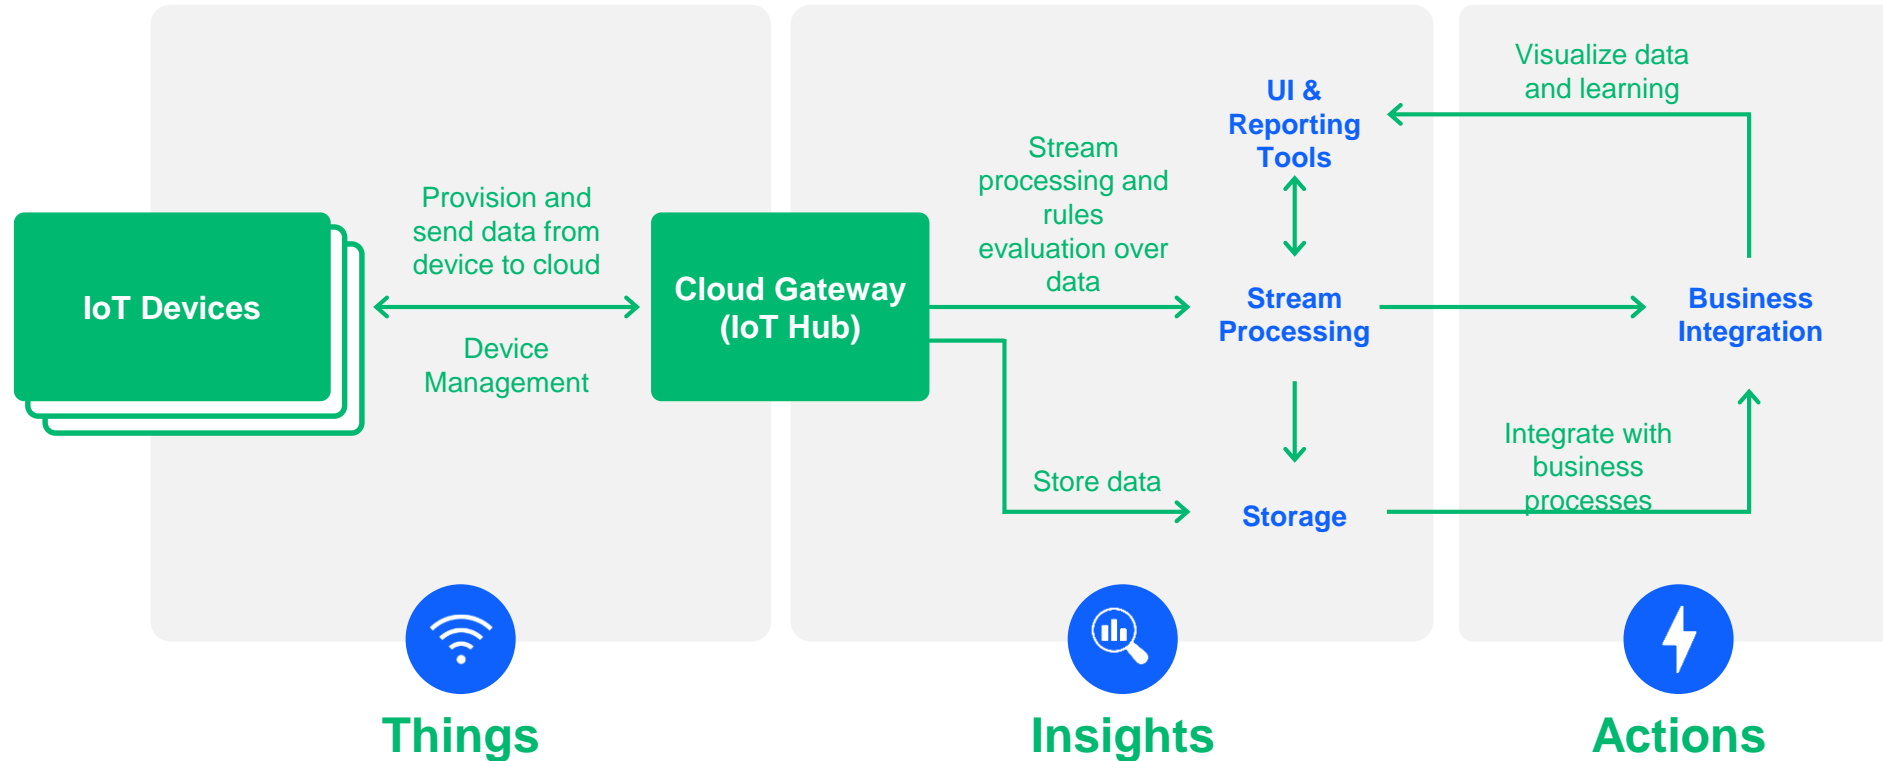 IoT Devices
Provision and
send data from
device to cloud
Device
Management
Cloud Gateway
(IoT Hub)
Stream
processing and
rules
evaluation over
data
Store data
UI &
Reporting
Tools
Stream
Processing
Storage
Visualize data
and learning
Business
Integration
Integrate with
business
processes
Things
Insights
Actions